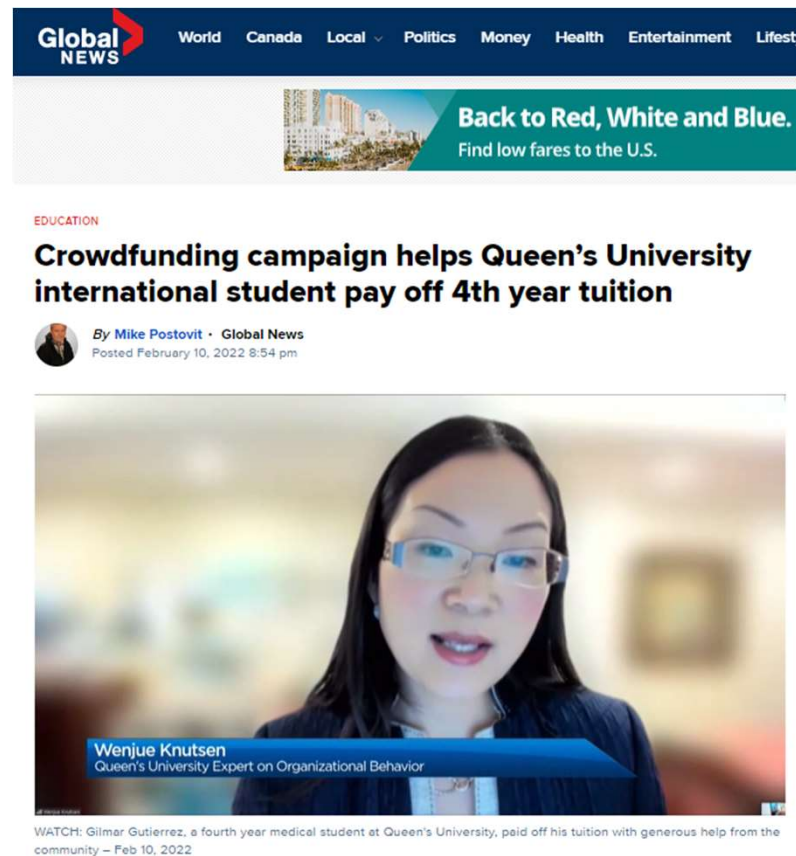 Global
NEWS
World Canada Local Politics Money Health Entertainment Lifest
Back to Red, White and Blue.
Find low fares to the U.S.
EDUCATION
Crowdfunding campaign helps Queen’s University
international student pay off 4th year tuition
By Mike Postovit • Global News
Posted February 10, 2022 8:54 pm
Wenjue Knutsen
Queen's University Expert on Organizational Behavior
Wenjue Knutsen
WATCH: Gilmar Gutierrez, a fourth year medical student at Queen's University, paid off his tuition with generous help from the
community – Feb 10, 2022